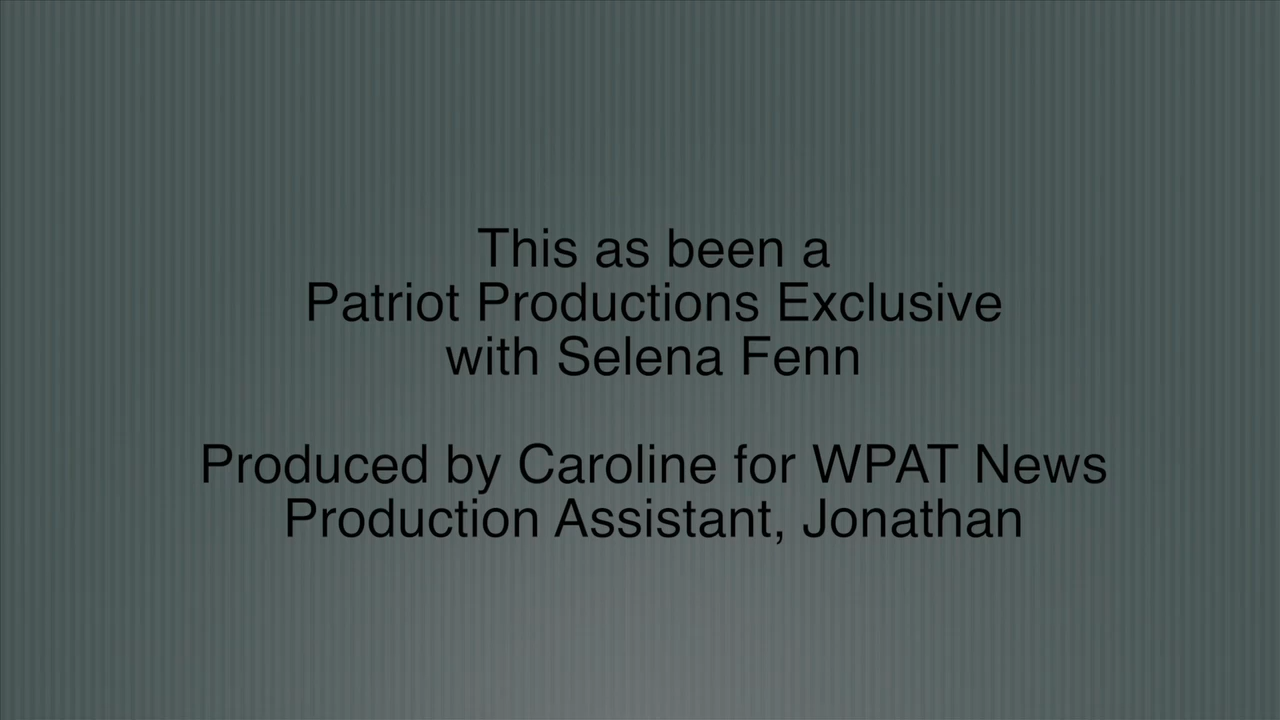 This as been a
Patriot Productions Exclusive
with Selena Fenn
Produced by Caroline for WPAT News
Production Assistant, Jonathan